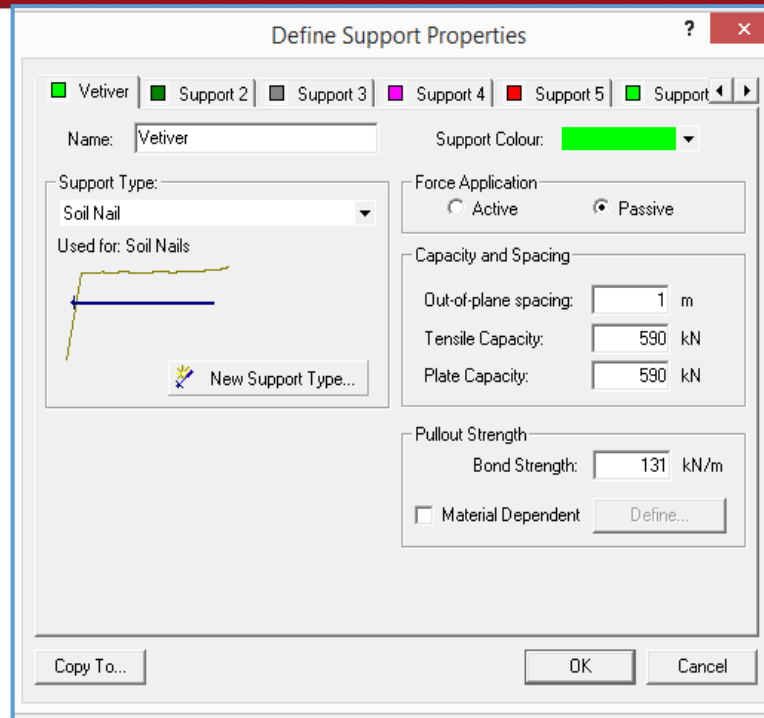 Define Support Properties
?
×
Vetiver Support 2 Support 3 Support 4 Support 5 Support
Name: Vetiver
Support Colour:
Support Type:
Soil Nail
Used for: Soil Nails
New Support Type...
Force Application
Active Passive
Capacity and Spacing
Out-of-plane spacing: 1 m
Tensile Capacity: 590 kN
Plate Capacity: 590 kN
Pullout Strength
Bond Strength: 131 kN/m
Material Dependent Define...
Copy To... OK Cancel